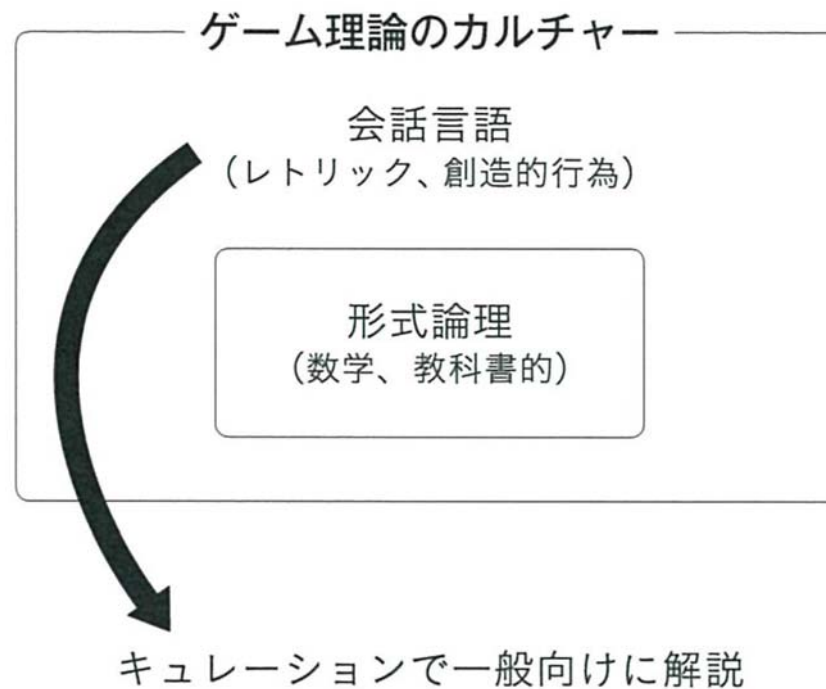 ゲーム理論のカルチャー
会話言語
（レトリック、創造的行為）
形式論理
（数学、教科書的）
キュレーションで一般向けに解説